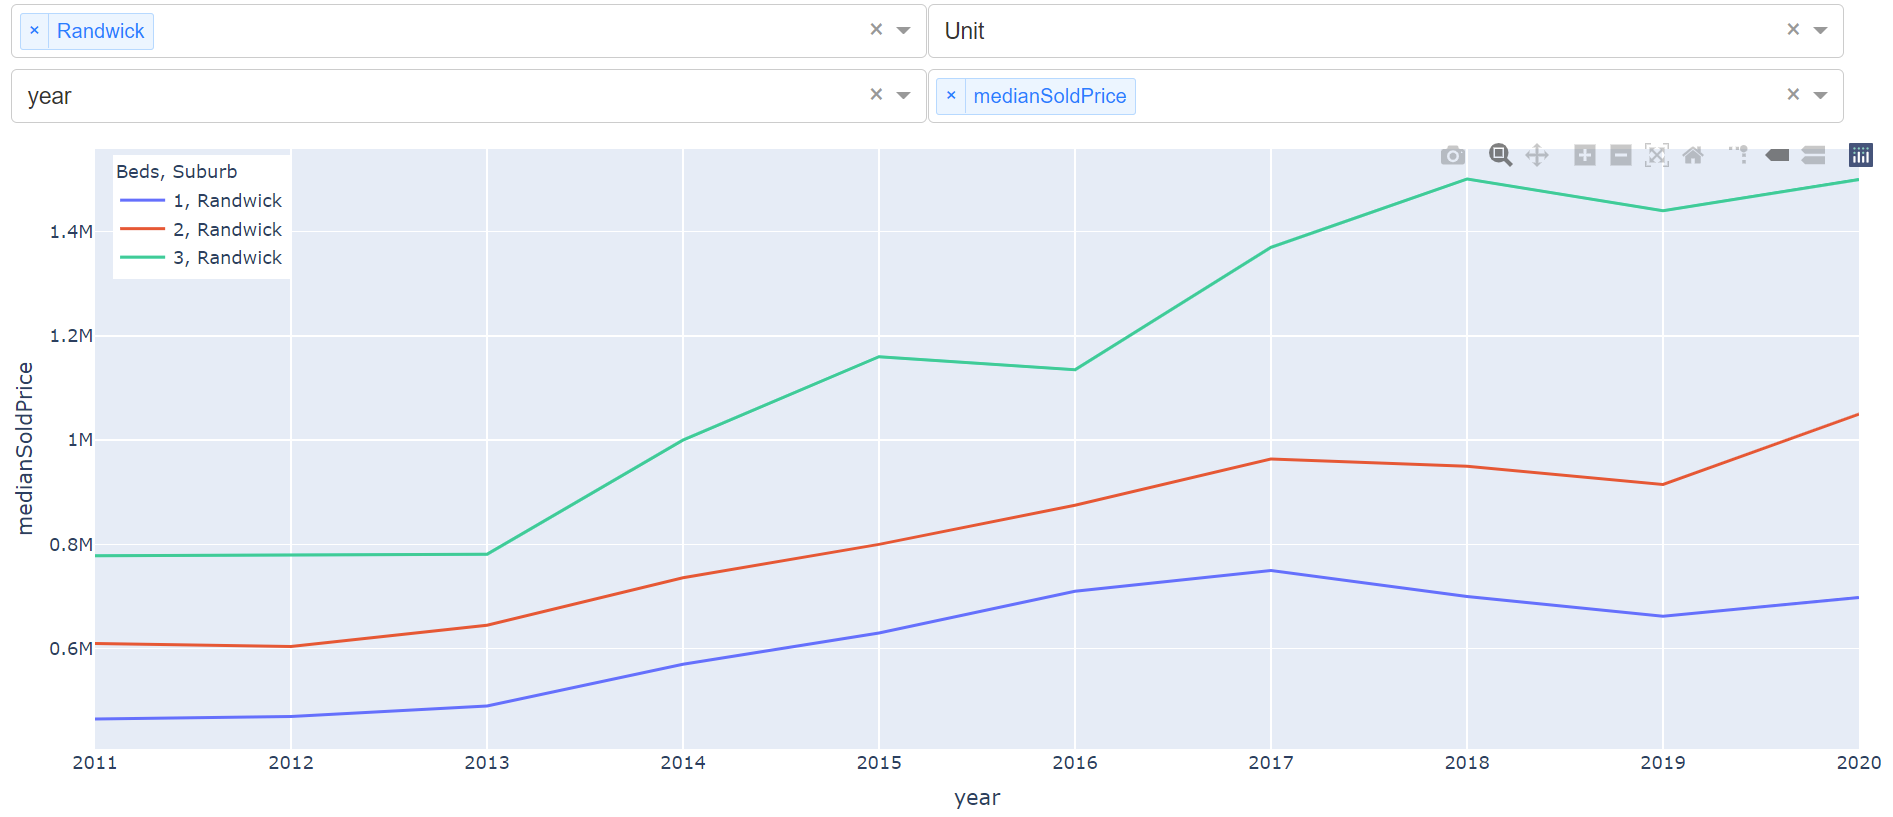 × Randwick × 
Unit ×
year ×
× medianSoldPrice ×
Beds, Suburb
1, Randwick
2, Randwick
3, Randwick
1.4M
1.2M
1M
0.8M
0.6M
medianSoldPrice
2011 2012 2013 2014 2015 2016 2017 2018 2019 2020
year